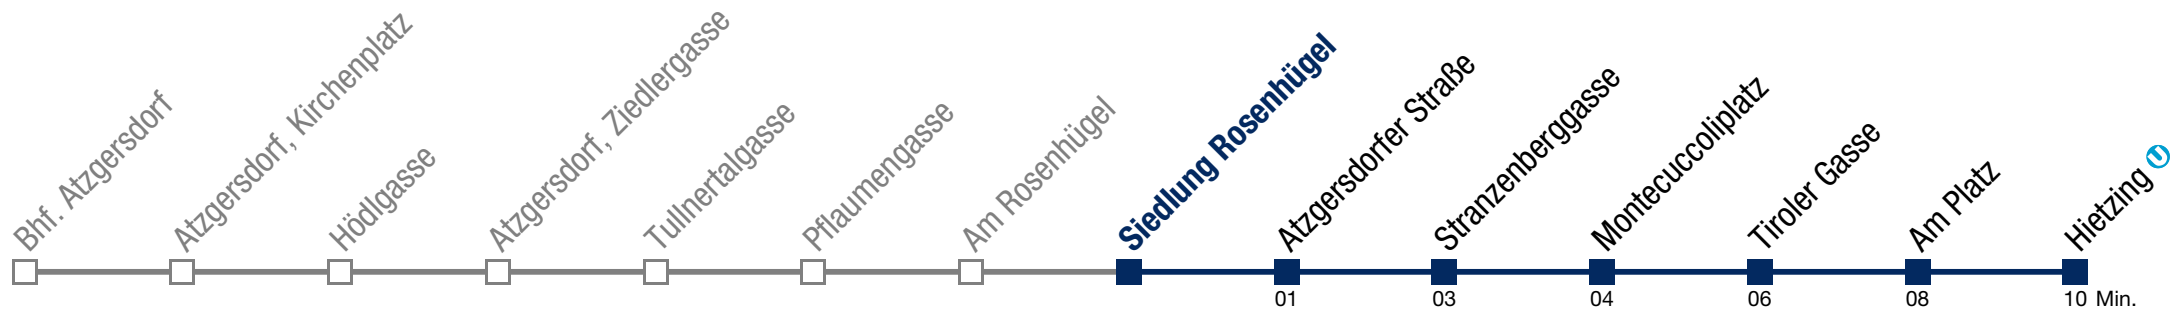 Bhf. Atzgersdorf
Atzgersdorf, Kirchenplatz
Hödlgasse
Atzgersdorf, Ziedlergasse
Tullnertalgasse
Pflaumengasse
Am Rosenhügel
Siedlung Rosenhügel
Atzgersdorfer Straße
Stranzenberggasse
Montecuccoliplatz
Tiroler Gasse
Am Platz
Hietzing U
01 03 04 06 08 10 Min.